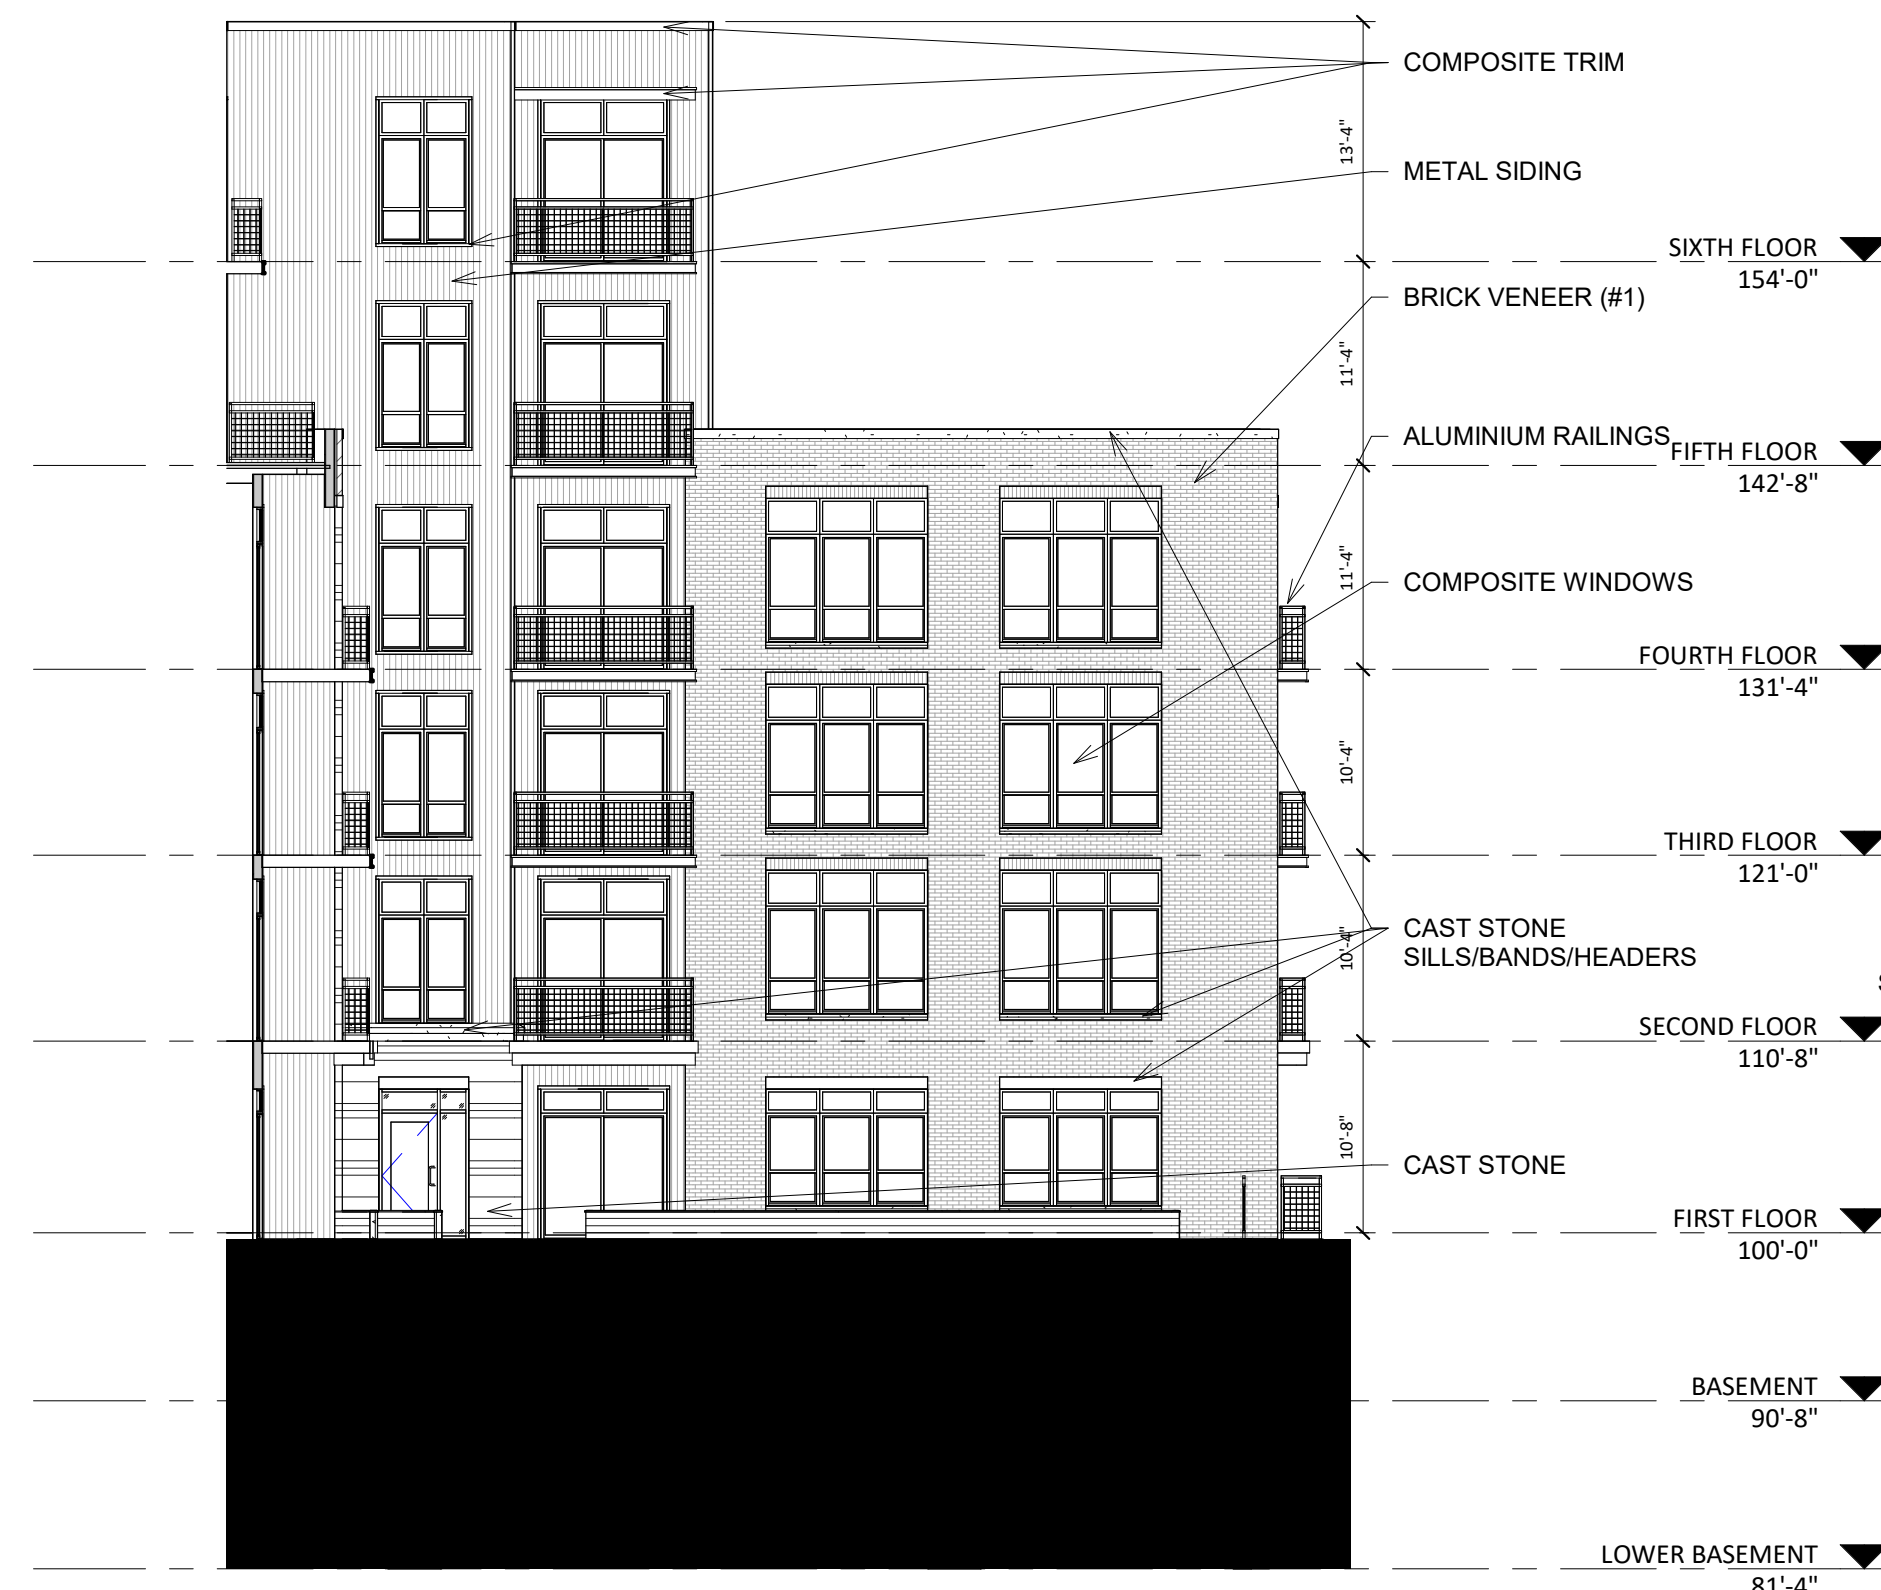 COMPOSITE TRIM
13'-4"
METAL SIDING
SIXTH FLOOR
154'-0"
BRICK VENEER (#1)
11'-4"
ALUMINIUM RAILINGS
FIFTH FLOOR
142'-8"
11'-4"
COMPOSITE WINDOWS
FOURTH FLOOR
131'-4"
10'-4"
THIRD FLOOR
121'-0"
CAST STONE
SILLS/BANDS/HEADERS
10'-4"
SECOND FLOOR
110'-8"
10'-8"
CAST STONE
FIRST FLOOR
100'-0"
BASEMENT
90'-8"
LOWER BASEMENT
81'-4"